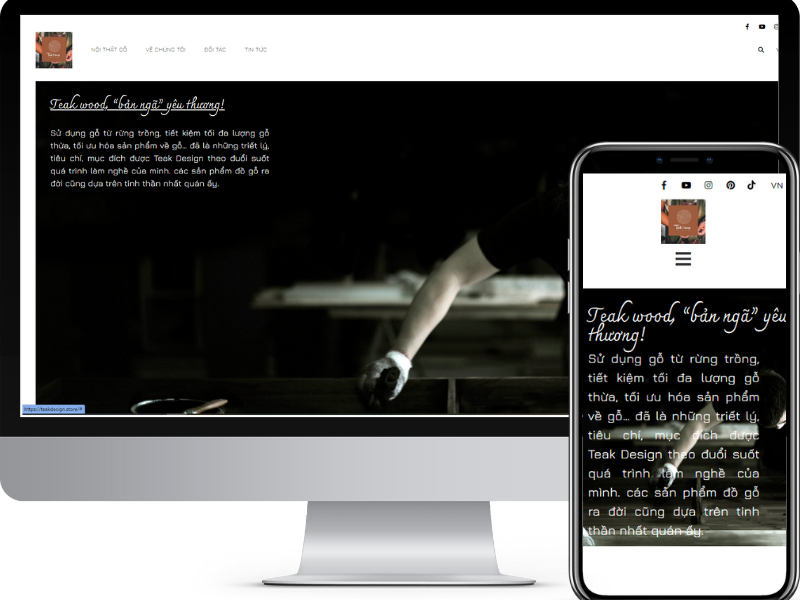 NỘI THẤT GỖ VỀ CHÚNG TÔI ĐỐI TÁC TIN TỨC
Teak wood, “bản ngã” yêu thương!
Sử dụng gỗ từ rừng trồng, tiết kiệm tối đa lượng gỗ
thừa, tối ưu hóa sản phẩm về gỗ… đã là những triết lý,
tiêu chí, mục đích được Teak Design theo đuổi suốt
quá trình làm nghề của mình. các sản phẩm đồ gỗ ra
đời cũng dựa trên tinh thần nhất quán ấy.
https://teakdesign.store/#
VN
Teak wood, “bản ngã” yêu
thương!
Sử dụng gỗ từ rừng trồng,
tiết kiệm tối đa lượng gỗ
thừa, tối ưu hóa sản phẩm
về gỗ… đã là những triết lý,
tiêu chí, mục đích được
Teak Design theo đuổi suốt
quá trình làm nghề của
mình. các sản phẩm đồ gỗ
ra đời cũng dựa trên tinh
thần nhất quán ấy.